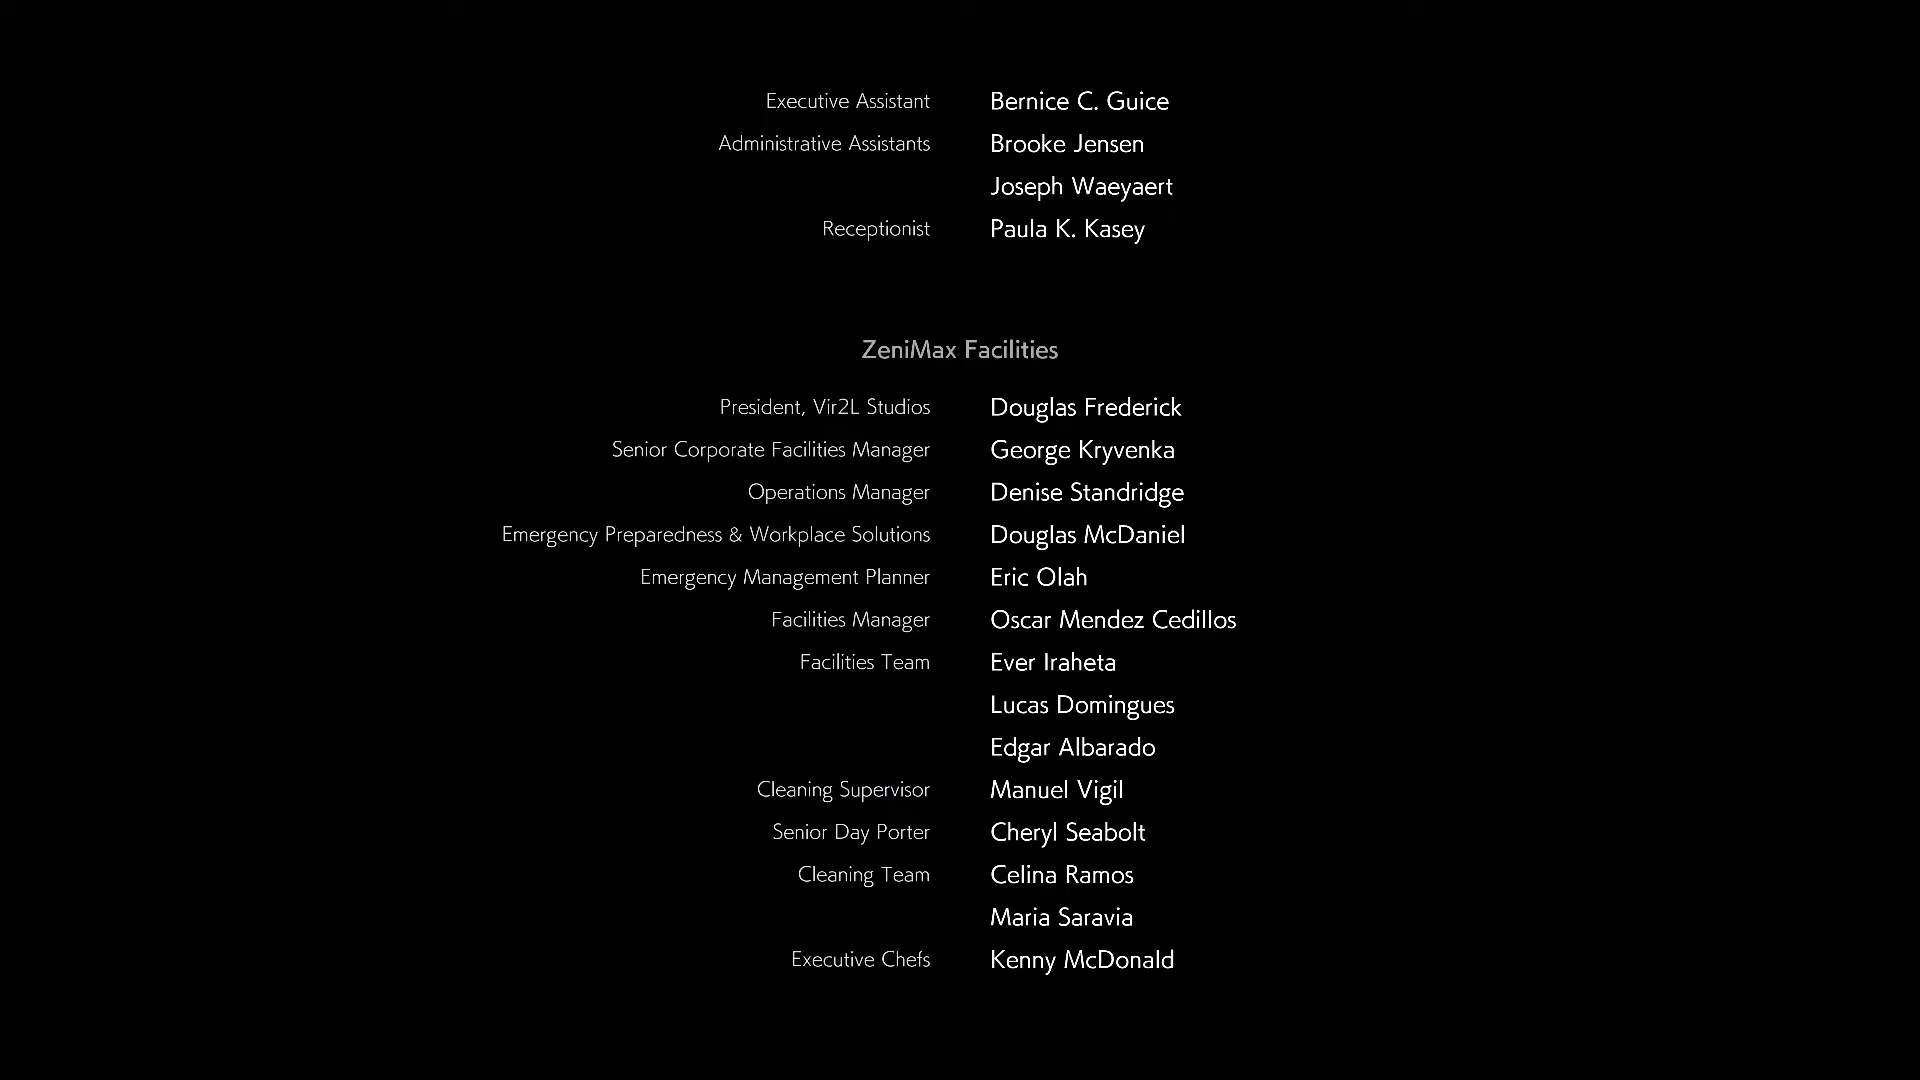 Executive Assistant Bernice C. Guice
Administrative Assistants Brooke Jensen
Joseph Waeyaert
Receptionist Paula K. Kasey
ZeniMax Facilities
President, Vir2L Studios Douglas Frederick
Senior Corporate Facilities Manager George Kryvenka
Operations Manager Denise Standridge
Emergency Preparedness & Workplace Solutions Douglas McDaniel
Emergency Management Planner Eric Olah
Facilities Manager Oscar Mendez Cedillos
Facilities Team Ever Iraheta
Lucas Domingues
Edgar Albarado
Cleaning Supervisor Manuel Vigil
Senior Day Porter Cheryl Seabolt
Cleaning Team Celina Ramos
Maria Saravia
Executive Chefs Kenny McDonald